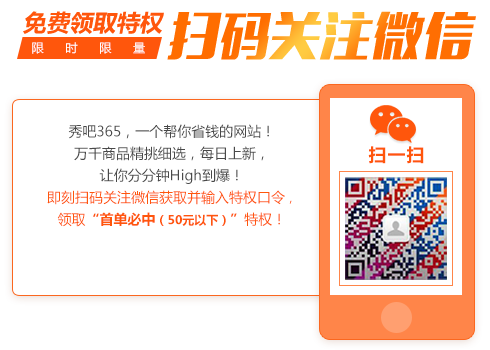 免费领取特权
限时限量
扫码关注微信
秀吧365，一个帮你省钱的网站！
万千商品精挑细选，每日上新，
让你分分钟High到爆！
即刻扫码关注微信获取并输入特权口令，
领取“首单必中（50元以下）”特权！
扫一扫